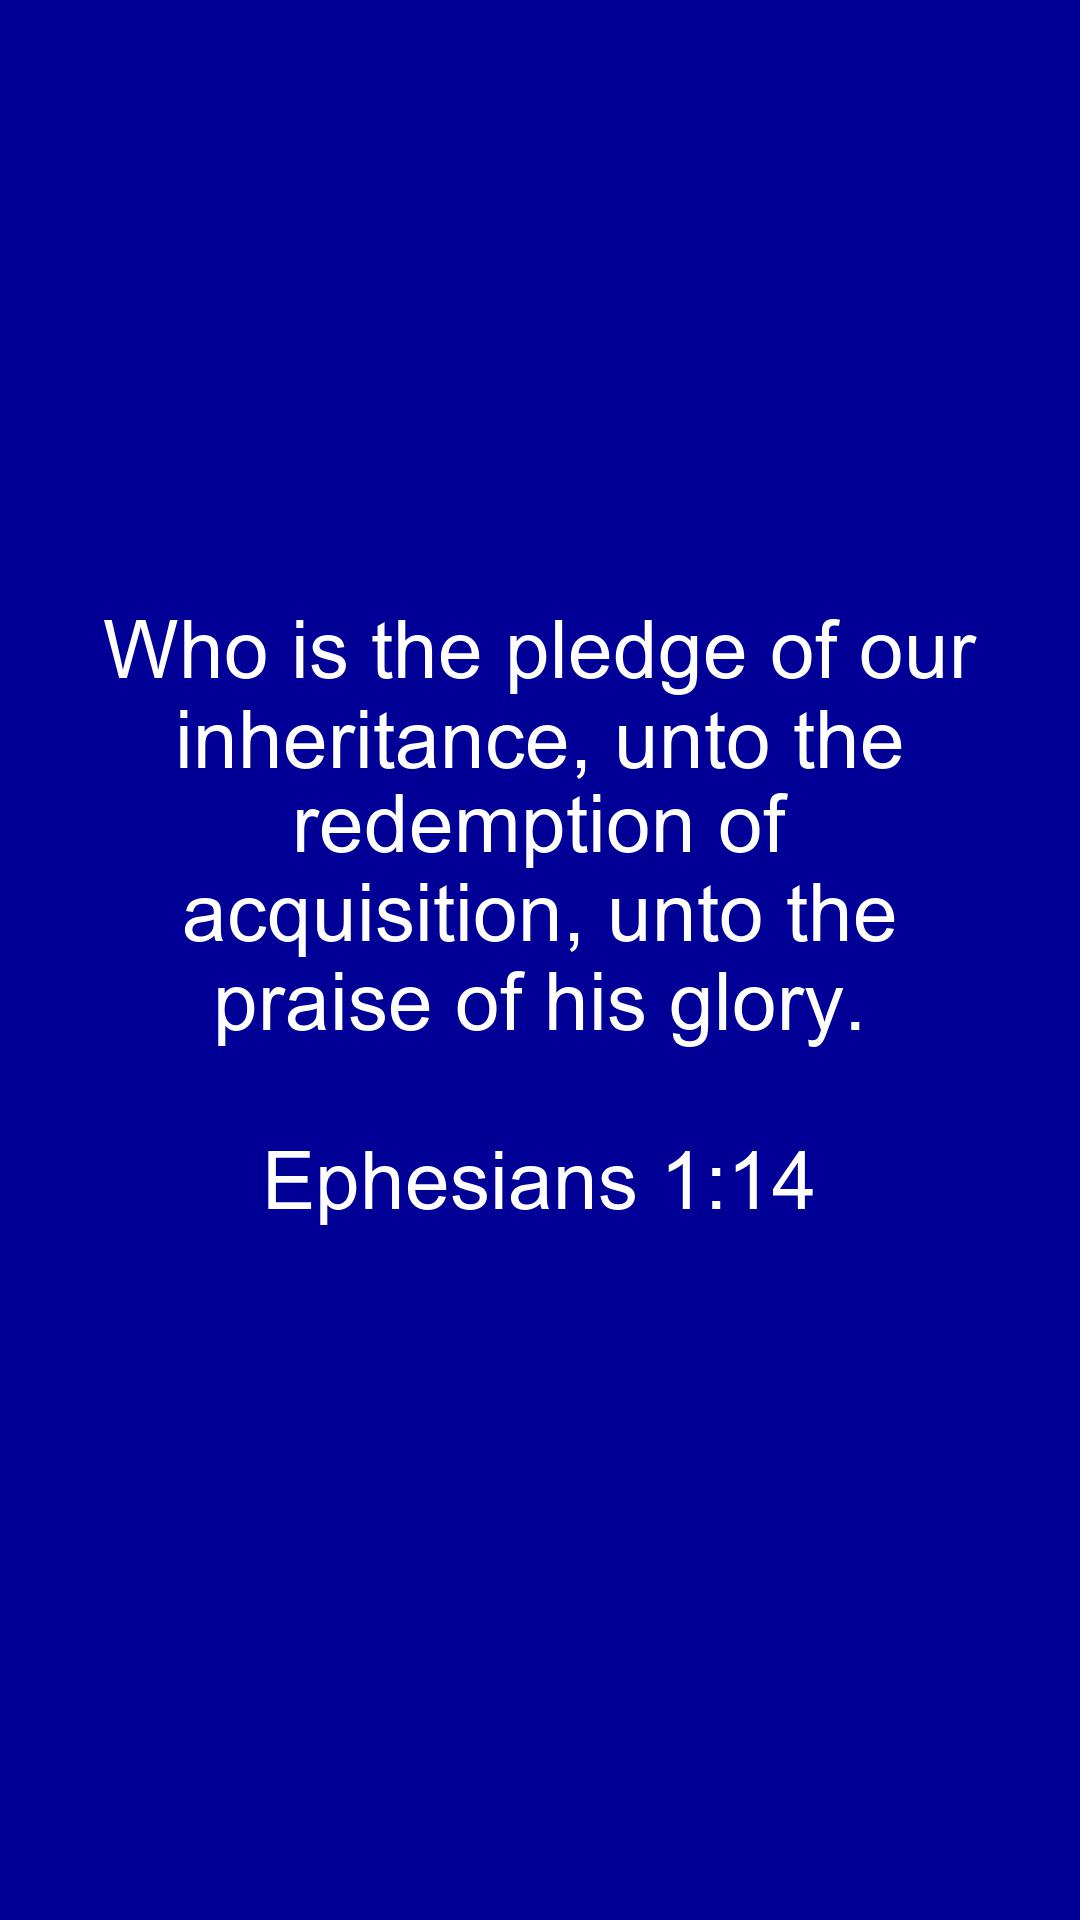 Who is the pledge of our
inheritance, unto the
redemption of
acquisition, unto the
praise of his glory.
Ephesians 1:14